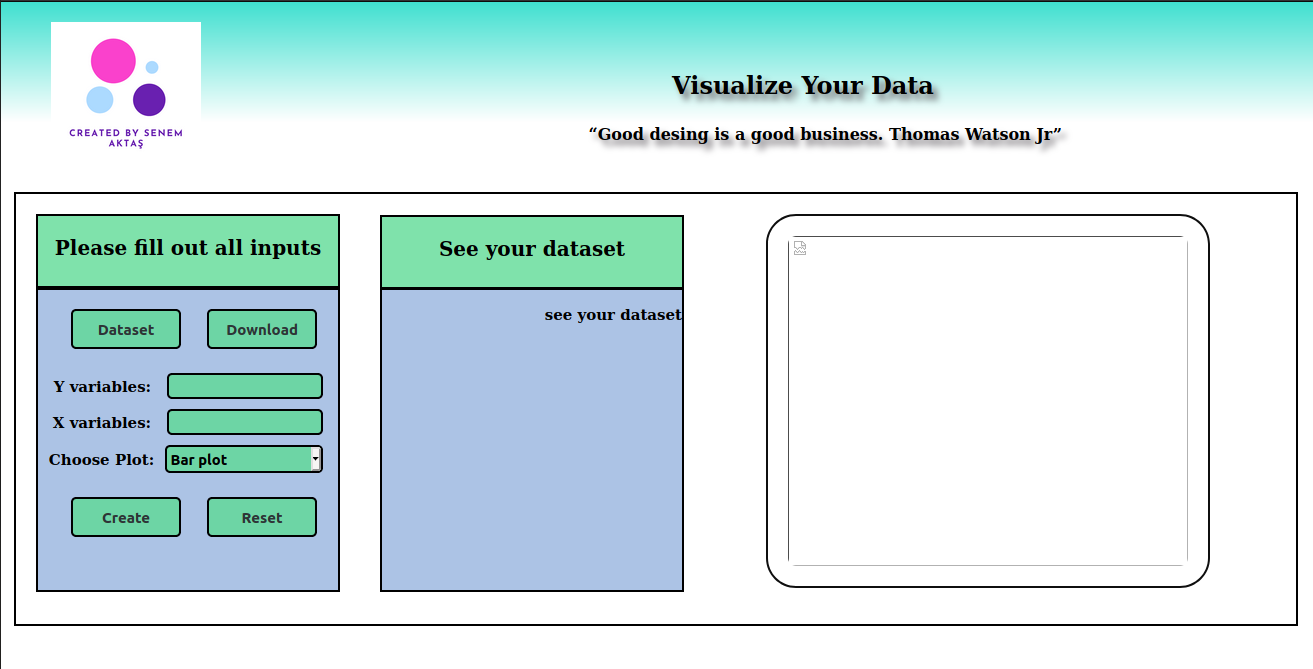 CREATED BY SENEM
AKTAŞ
Visualize Your Data
“Good desing is a good business. Thomas Watson Jr”
Please fill out all inputs
Dataset Download
Y variables:
X variables:
Choose Plot: Bar plot
Create Reset
See your dataset
see your dataset